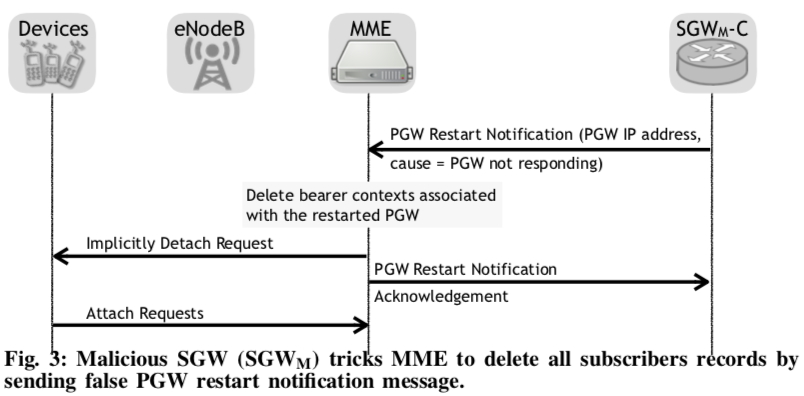 Devices
eNodeB
MME
SGWM-C
PGW Restart Notification (PGW IP address,
cause = PGW not responding)
Delete bearer contexts associated
with the restarted PGW
Implicitly Detach Request
PGW Restart Notification
Acknowledgement
Attach Requests
Fig. 3: Malicious SGW (SGWM) tricks MME to delete all subscribers records by
sending false PGW restart notification message.